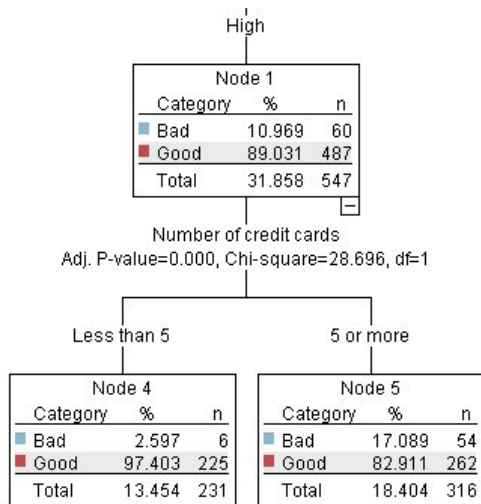 High
Node 1
Category % n
Bad 10.969 60
Good 89.031 487
Total 31.858 547
Number of credit cards
Adj. P-value=0.000, Chi-square=28.696, df=1
Less than 5 5 or more
Node 4
Category % n
Bad 2.597 6
Good 97.403 225
Total 13.454 231
Node 5
Category % n
Bad 17.089 54
Good 82.911 262
Total 18.404 316